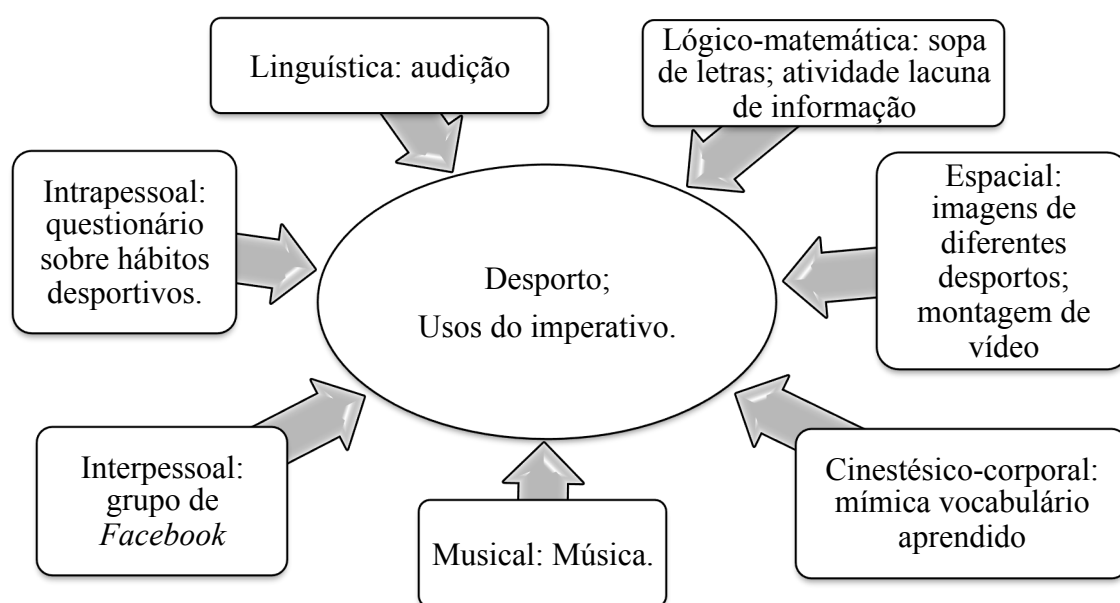 Linguística: audição
Lógico-matemática: sopa
de letras; atividade lacuna
de informação
Intrapessoal:
questionário
sobre hábitos
desportivos.
Desporto;
Usos do imperativo.
Espacial:
imagens de
diferentes
desportos;
montagem de
vídeo
Interpessoal:
grupo de
Facebook
Musical: Música.
Cinestésico-corporal:
mímica vocabulário
aprendido